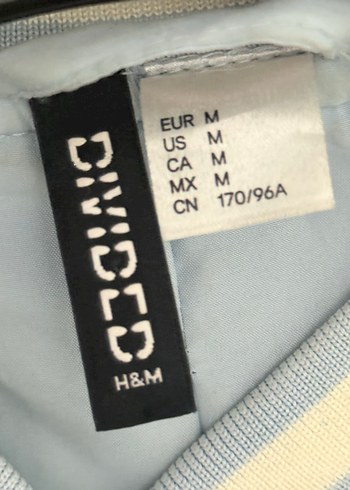 DIVIDED
H&M
EUR M
US M
CA M
MX M
CN 170/96A